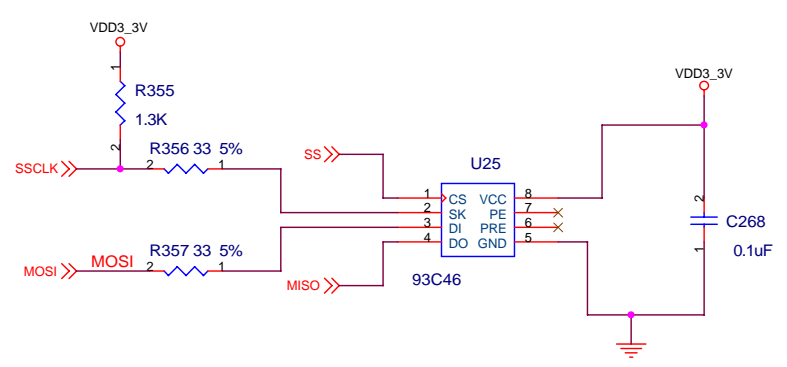 VDD3_3V
1
R355
1.3K
2
SSCLK
2
R356 33 5%
1
SS
MOSI
MOSI
2
R357 33 5%
1
MISO
U25
1
CS
VCC
8
2
SK
PE
7
3
DI
PRE
6
4
DO
GND
5
93C46
VDD3_3V
2
C268
0.1uF
1